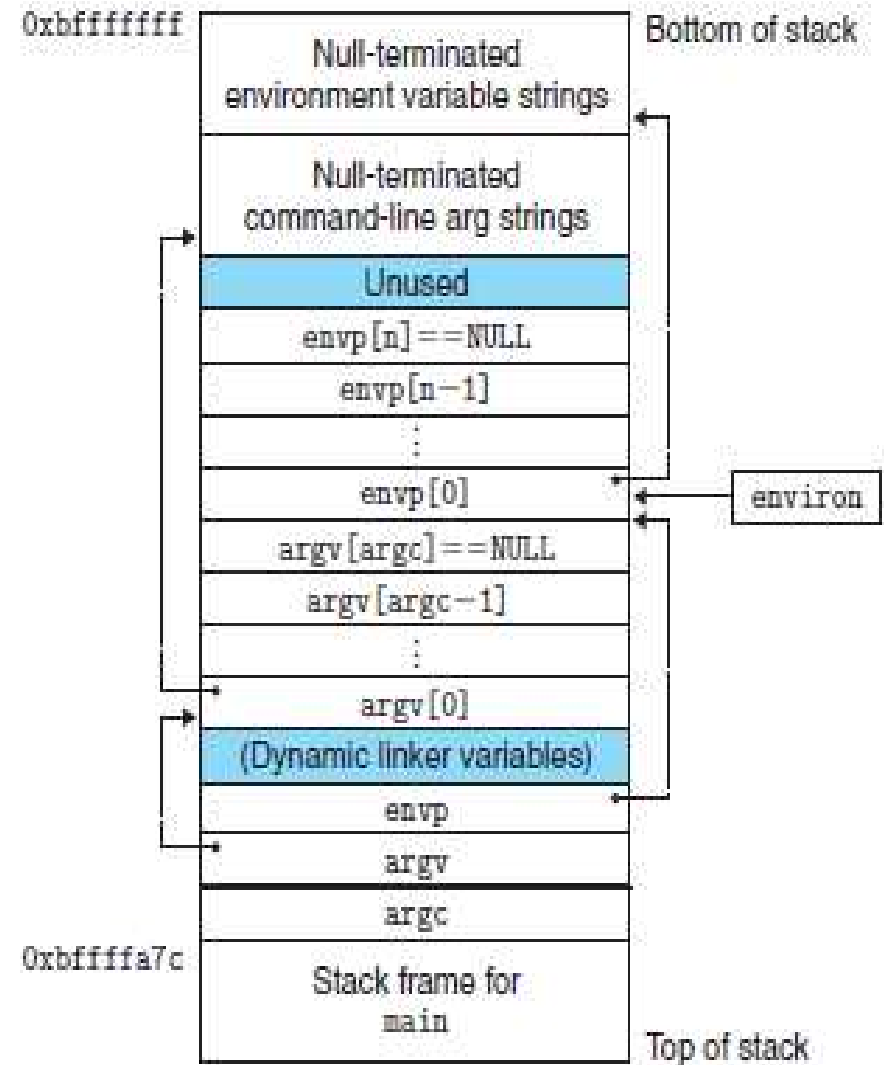 0xbfffffff
Bottom of stack
Null-terminated
environment variable strings
Null-terminated
command-line arg strings
Unused
envp[n]==NULL
envp[n-1]
⋮
envp[0]
environ
argv[argc]==NULL
argv[argc-1]
⋮
argv[0]
(Dynamic linker variables)
envp
argv
argc
0xbffffa7c
Stack frame for
main
Top of stack